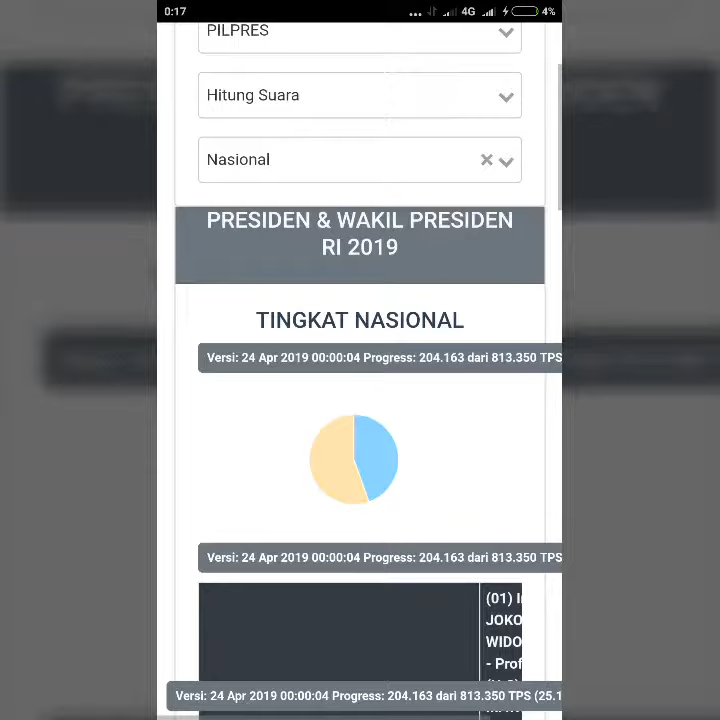 0:17
4G
4%
PILPRES
Hitung Suara
Nasional
PRESIDEN & WAKIL PRESIDEN
RI 2019
TINGKAT NASIONAL
Versi: 24 Apr 2019 00:00:04 Progress: 204.163 dari 813.350 TPS
Versi: 24 Apr 2019 00:00:04 Progress: 204.163 dari 813.350 TPS
(01)
JOKO
WIDO
- Prof
Versi: 24 Apr 2019 00:00:04 Progress: 204.163 dari 813.350 TPS (25.1